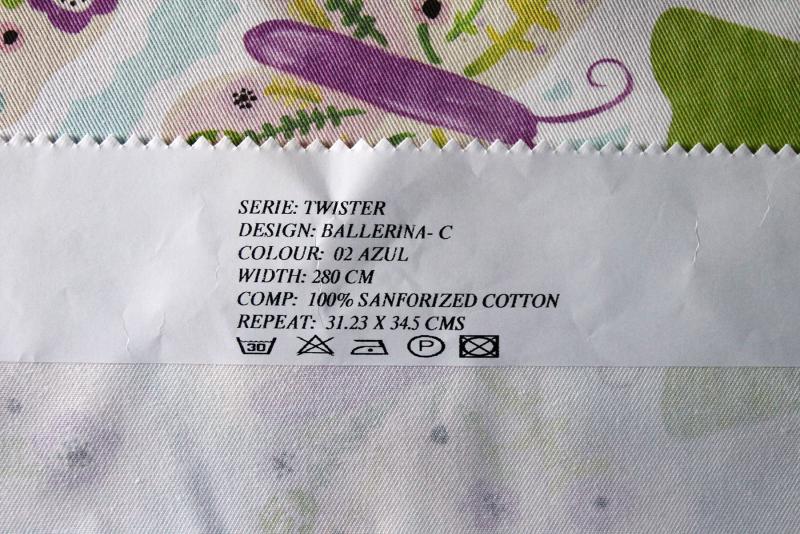 SERIE: TWISTER
DESIGN: BALLERINA- C
COLOUR: 02 AZUL
WIDTH: 280 CM
COMP: 100% SANFORIZED COTTON
REPEAT: 31.23 X 34.5 CMS
30 P